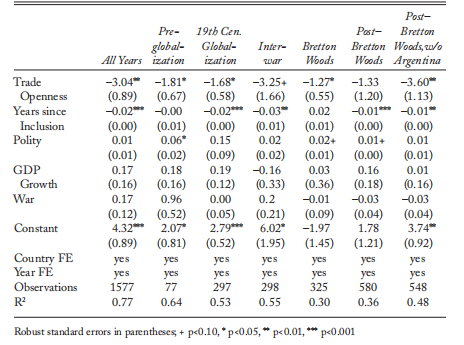 Post–
Pre- 19th Cen. Post– Bretton
global- Global- Inter- Bretton Bretton Woods,w/o
All Years ization ization war Woods Woods Argentina
Trade −3.04** −1.81* −1.68* −3.25+ −1.27* −1.33 −3.60**
Openness (0.89) (0.67) (0.58) (1.66) (0.55) (1.20) (1.13)
Years since −0.02*** −0.00 −0.02*** −0.03** 0.02 −0.01*** −0.01**
Inclusion (0.00) (0.01) (0.00) (0.01) (0.01) (0.00) (0.00)
Polity 0.01 0.06* 0.15 0.02 0.02+ 0.01+ 0.01
(0.01) (0.02) (0.09) (0.02) (0.01) (0.00) (0.01)
GDP 0.17 0.18 0.19 −0.16 0.03 0.16 0.01
Growth (0.16) (0.16) (0.12) (0.33) (0.36) (0.18) (0.16)
War 0.17 0.96 0.00 0.2 −0.01 −0.03 −0.03
(0.12) (0.52) (0.05) (0.21) (0.09) (0.04) (0.04)
Constant 4.32*** 2.07* 2.79*** 6.02* −1.97 1.78 3.74**
(0.89) (0.81) (0.52) (1.95) (1.45) (1.21) (0.92)
Country FE yes yes yes yes yes yes yes
Year FE yes yes yes yes yes yes yes
Observations 1577 77 297 298 325 580 548
R² 0.77 0.64 0.53 0.55 0.30 0.36 0.48
Robust standard errors in parentheses; + p<0.10, * p<0.05, ** p<0.01, *** p<0.001